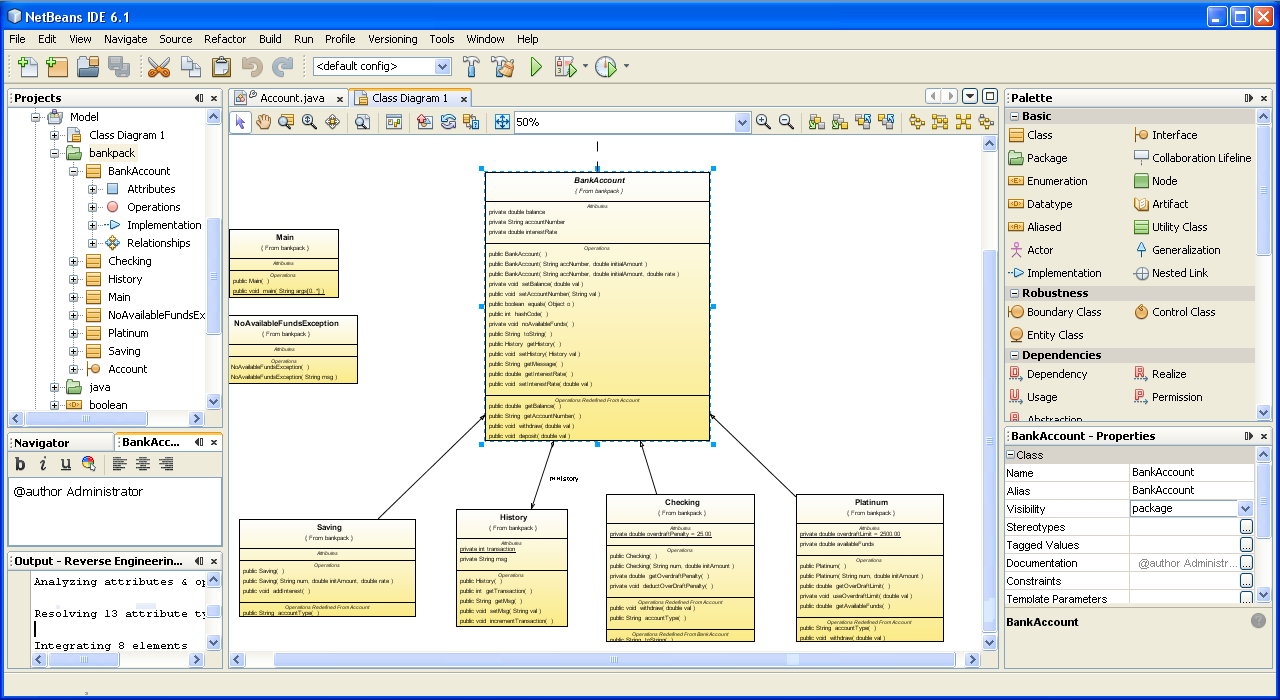 NetBeans IDE 6.1
File Edit View Navigate Source Refactor Build Run Profile Versioning Tools Window Help
<default config>
Projects
Model
Class Diagram 1
bankpack
BankAccount
Attributes
Operations
Implementation
Relationships
Checking
History
Main
NoAvailableFundsEx
Platinum
Saving
Account
java
boolean
Navigator
BankAcc...
b i u
@author Administrator
Output - Reverse Engineerin...
Analyzing attributes & op
Resolving 13 attribute ty
Integrating 8 elements
Account.java
Class Diagram 1
50%
Main
{ From bankpack }
Attributes
Operations
public Main( )
public void main( String args[0..*] )
NoAvailableFundsException
{ From bankpack }
Attributes
Operations
NoAvailableFundsException( )
NoAvailableFundsException( String msg )
BankAccount
{ From bankpack }
Attributes
private double balance
private String accountNumber
private double interestRate
Operations
public BankAccount( )
public BankAccount( String accNumber, double initialAmount )
public BankAccount( String accNumber, double initialAmount, double rate )
private void setBalance( double val )
public void setAccountNumber( String val )
public boolean equals( Object o )
public int hashCode( )
private void noAvailableFunds( )
public String toString( )
public History getHistory( )
public void setHistory( History val )
public String getMessage( )
public double getInterestRate( )
public void setInterestRate( double val )
Operations Redefined From Account
public double getBalance( )
public String getAccountNumber( )
public void withdraw( double val )
public void deposit( double val )
Saving
{ From bankpack }
Attributes
Operations
public Saving( )
public Saving( String num, double initAmount, double rate )
public void addInterest( )
Operations Redefined From Account
public String accountType( )
History
{ From bankpack }
Attributes
private int transaction
private String msg
Operations
public History( )
public int getTransaction( )
public String getMsg( )
public void setMsg( String val )
public void incrementTransaction( )
Checking
{ From bankpack }
Attributes
private double overdraftPenalty = 25.00
Operations
public Checking( )
public Checking( String num, double initAmount )
private double getOverdraftPenalty( )
private void deductOverDraftPenalty( )
Operations Redefined From Account
public void withdraw( double val )
public String accountType( )
Operations Redefined From BankAccount
public String toString( )
Platinum
{ From bankpack }
Attributes
private double overdraftLimit = 2500.00
private double availableFunds
Operations
public Platinum( )
public Platinum( String num, double initAmount )
public double getOverDraftLimit( )
private void useOverdraftLimit( double val )
public double getAvailableFunds( )
Operations Redefined From Account
public String accountType( )
public void withdraw( double val )
Palette
Basic
Class Interface
Package Collaboration Lifeline
Enumeration Node
Datatype Artifact
Aliased Utility Class
Actor Generalization
Implementation Nested Link
Robustness
Boundary Class Control Class
Entity Class
Dependencies
Dependency Realize
Usage Permission
Abstraction
BankAccount - Properties
Class
Name BankAccount
Alias BankAccount
Visibility package
Stereotypes ...
Tagged Values ...
Documentation @author Administr... ...
Constraints ...
Template Parameters ...
BankAccount